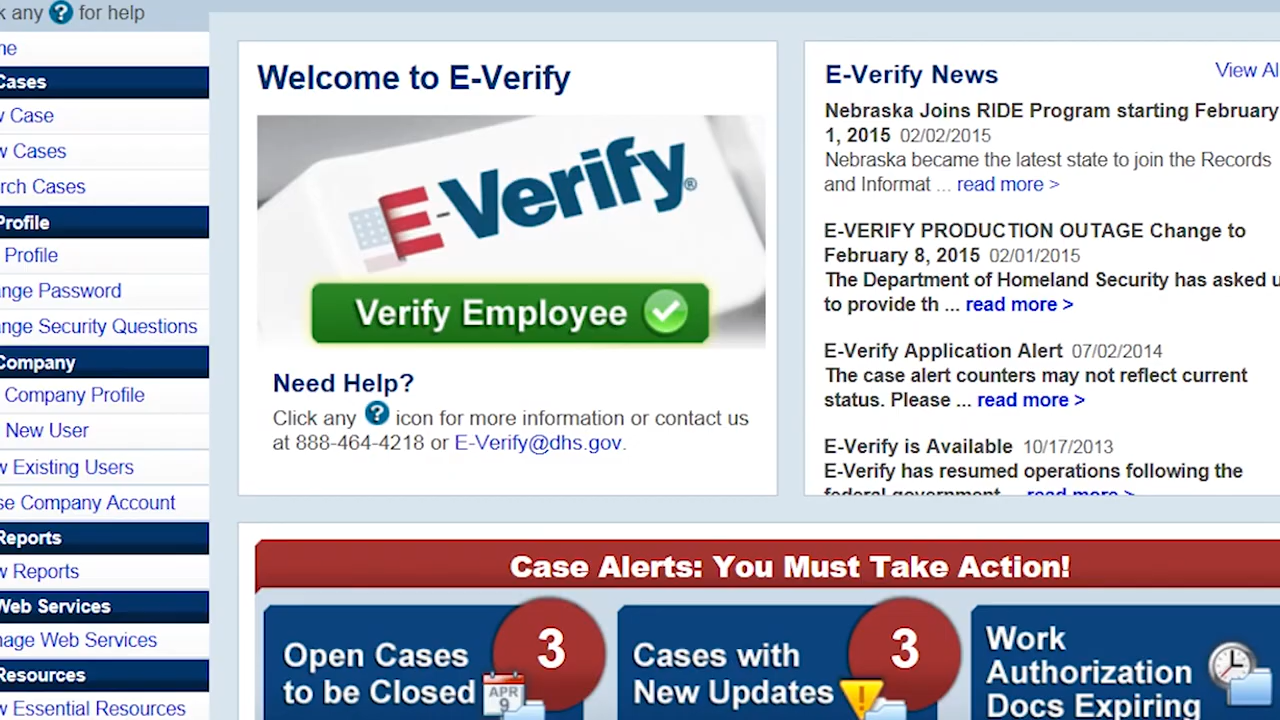 k any ? for help
me
Cases
w Case
w Cases
rch Cases
Profile
Profile
nge Password
nge Security Questions
Company
Company Profile
New User
w Existing Users
se Company Account
Reports
w Reports
Web Services
nage Web Services
Resources
w Essential Resources
Welcome to E-Verify
E-Verify®
Verify Employee
Need Help?
Click any ? icon for more information or contact us
at 888-464-4218 or E-Verify@dhs.gov.
E-Verify News
View Al
Nebraska Joins RIDE Program starting February
1, 2015 02/02/2015
Nebraska became the latest state to join the Records
and Informat ... read more >
E-VERIFY PRODUCTION OUTAGE Change to
February 8, 2015 02/01/2015
The Department of Homeland Security has asked u
to provide th ... read more >
E-Verify Application Alert 07/02/2014
The case alert counters may not reflect current
status. Please ... read more >
E-Verify is Available 10/17/2013
E-Verify has resumed operations following the
federal government ... read more >
Case Alerts: You Must Take Action!
Open Cases
to be Closed
3
APR
9
Cases with
New Updates
3
!
Work
Authorization
Docs Expiring